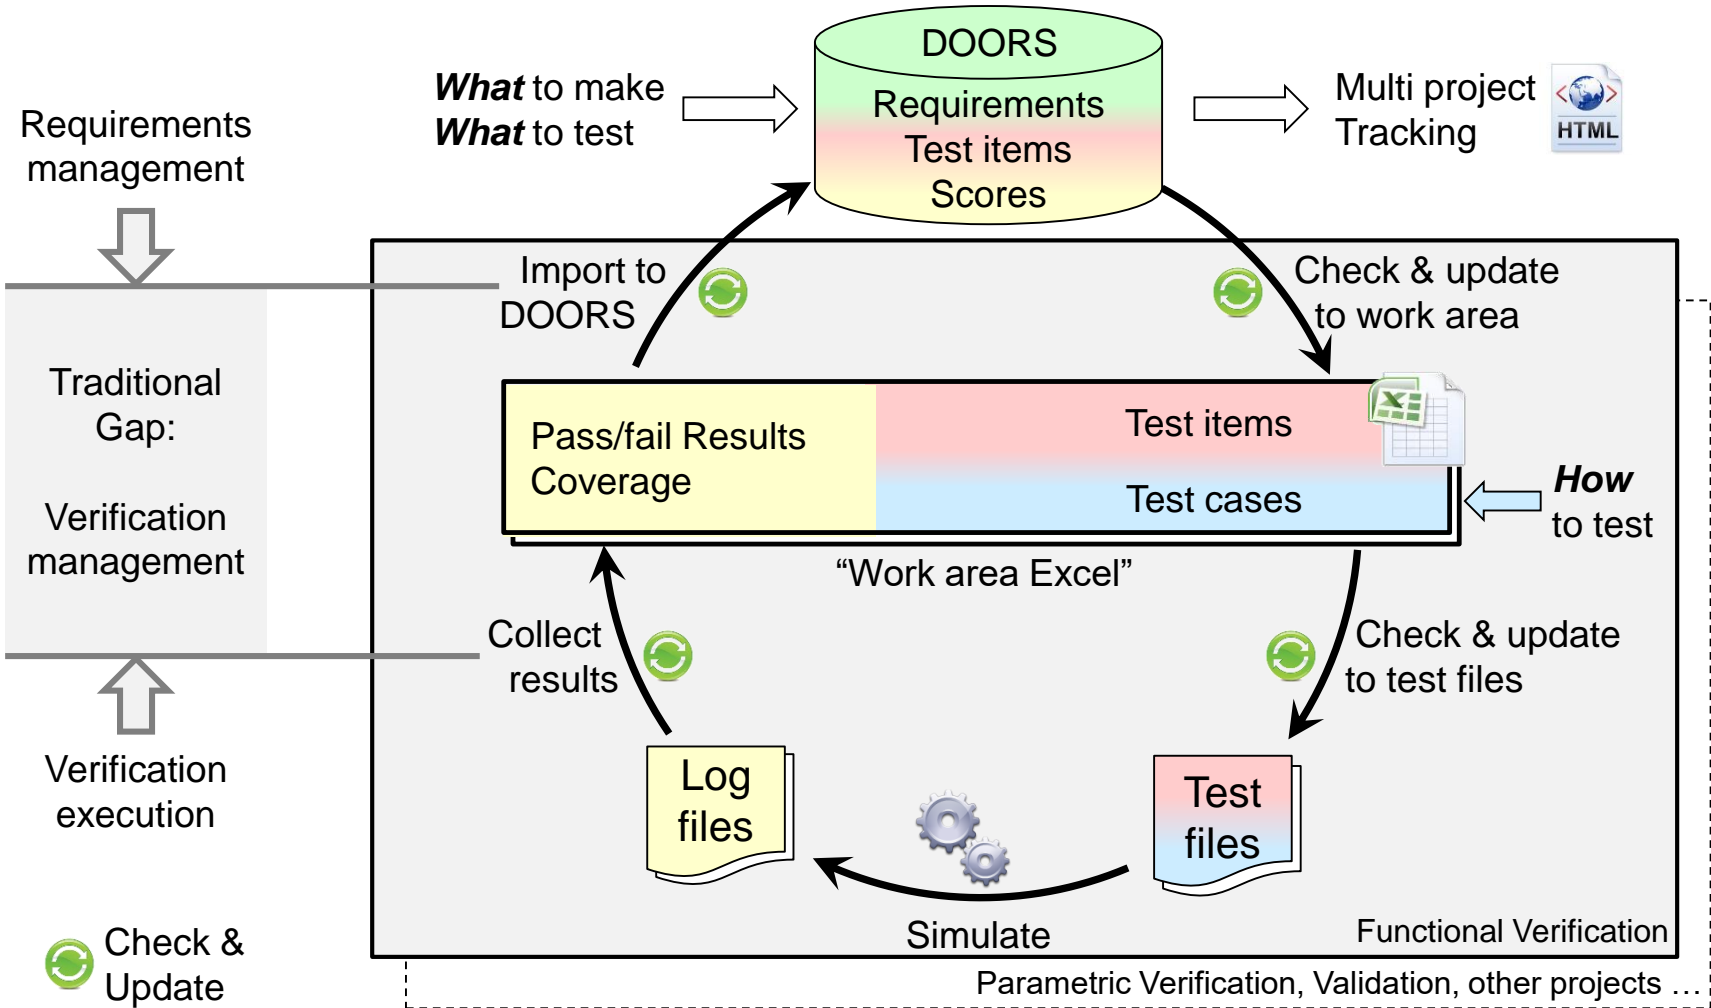 DOORS
Requirements
Test items
Scores
What to make
What to test
Multi project
Tracking
HTML
Requirements
management
Import to
DOORS
Check & update
to work area
Traditional
Gap:
Verification
management
Pass/fail Results
Coverage
Test items
Test cases
How
to test
“Work area Excel”
Collect
results
Check & update
to test files
Verification
execution
Log
files
Test
files
Simulate
Functional Verification
Check &
Update
Parametric Verification, Validation, other projects …